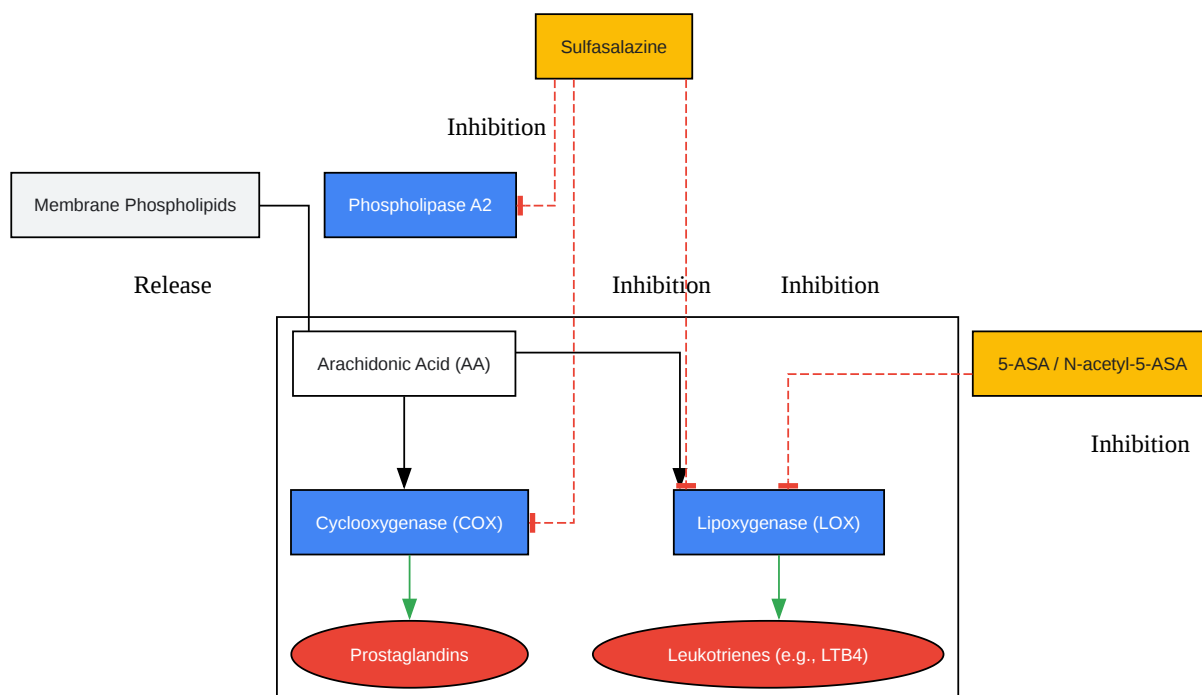 Sulfasalazine
Inhibition
Membrane Phospholipids
Phospholipase A2
Release
Inhibition
Inhibition
Arachidonic Acid (AA)
5-ASA / N-acetyl-5-ASA
Inhibition
Cyclooxygenase (COX)
Lipoxygenase (LOX)
Prostaglandins
Leukotrienes (e.g., LTB4)